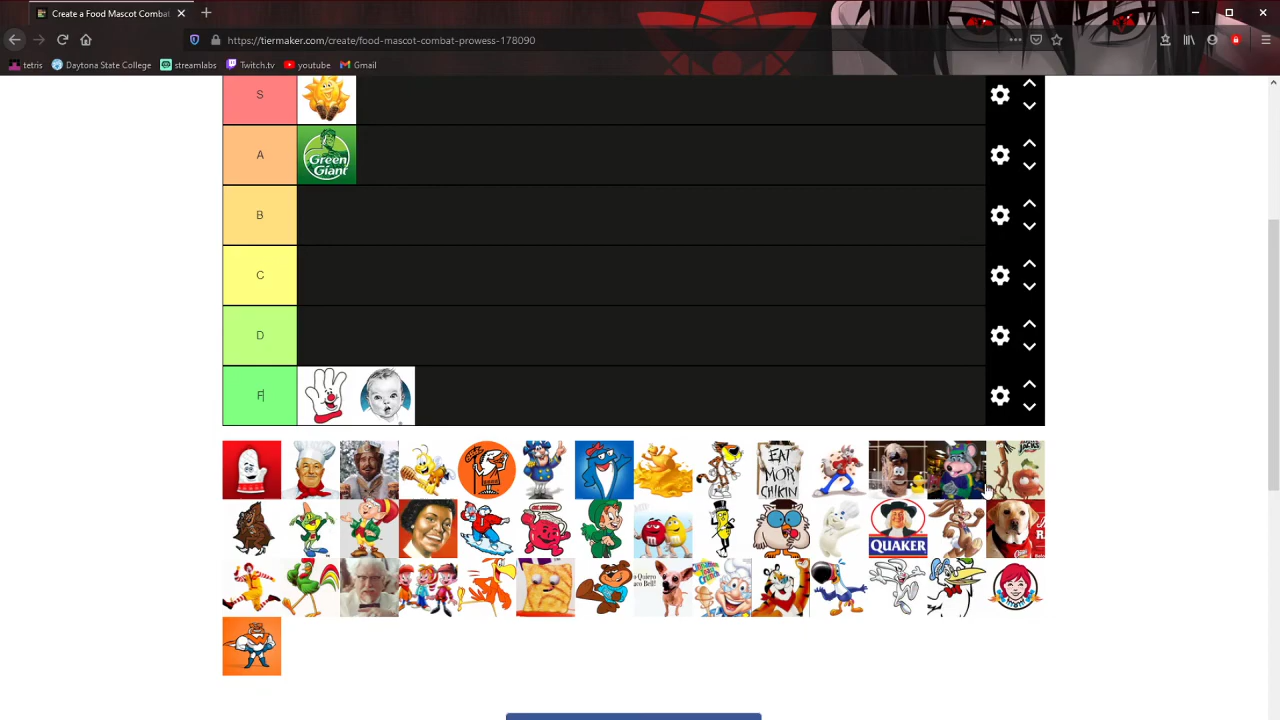 Create a Food Mascot Combat
https://tiermaker.com/create/food-mascot-combat-prowess-178090
tetris
Daytona State College
streamlabs
Twitch.tv
youtube
Gmail
S
A
Green
Giant
B
C
D
F
EAT
MOR
CHIKIN
QUAKER